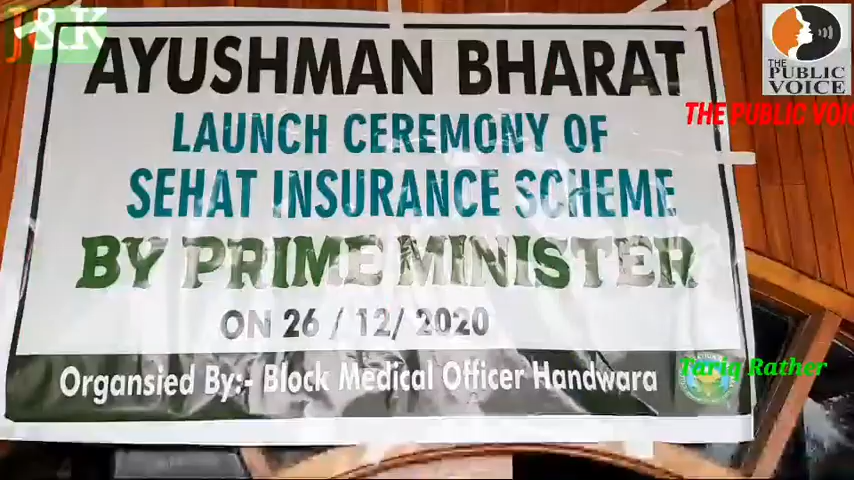 J&K
AYUSHMAN BHARAT
LAUNCH CEREMONY OF
SEHAT INSURANCE SCHEME
BY PRIME MINISTER
ON 26 / 12/ 2020
Organsied By:- Block Medical Officer Handwara
THE
PUBLIC
VOICE
THE PUBLIC VOIC
Tariq Rather